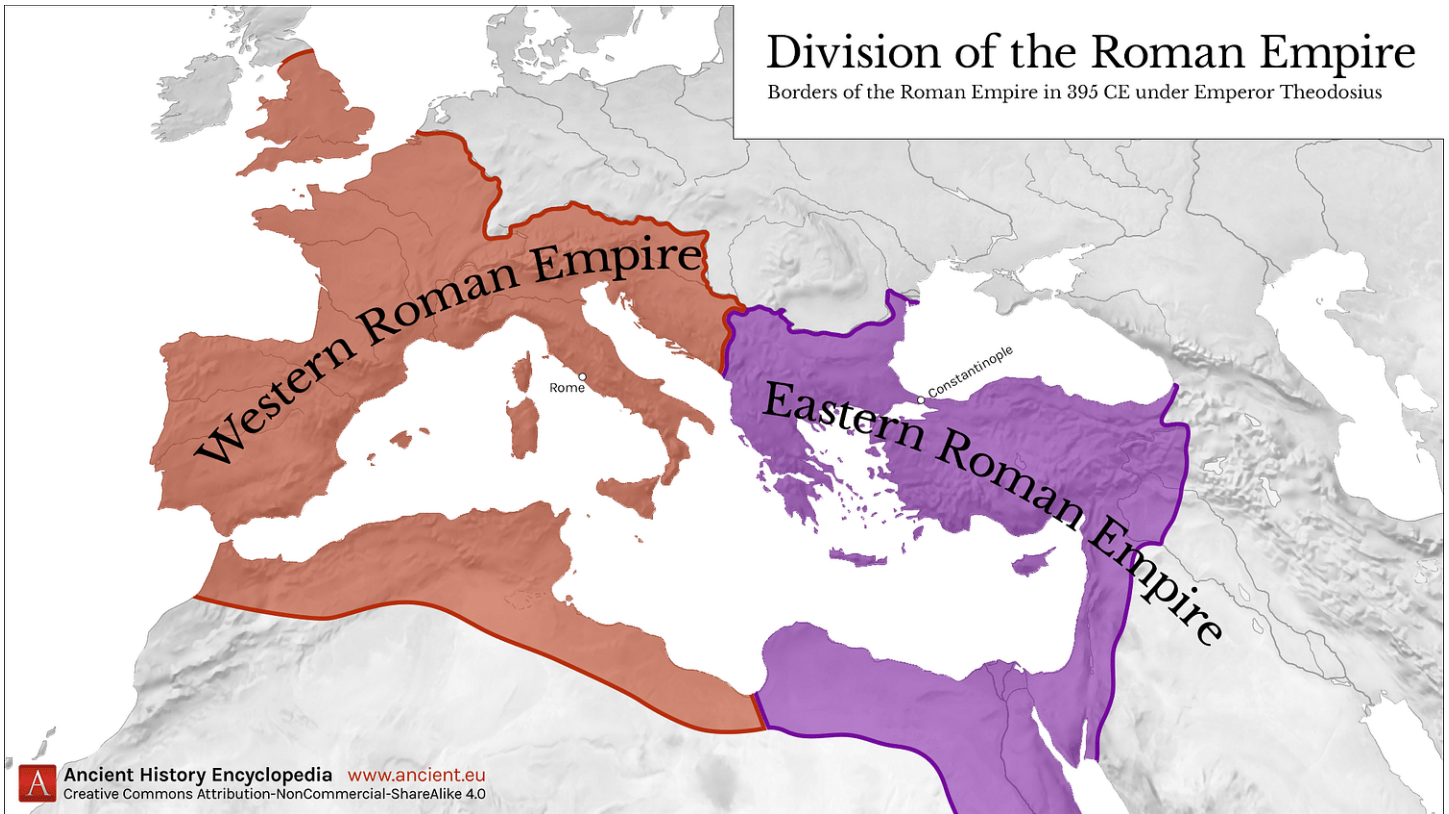 Division of the Roman Empire
Borders of the Roman Empire in 395 CE under Emperor Theodosius
Western Roman Empire
Rome
Constantinople
Eastern Roman Empire
A
Ancient History Encyclopedia www.ancient.eu
Creative Commons Attribution-NonCommercial-ShareAlike 4.0